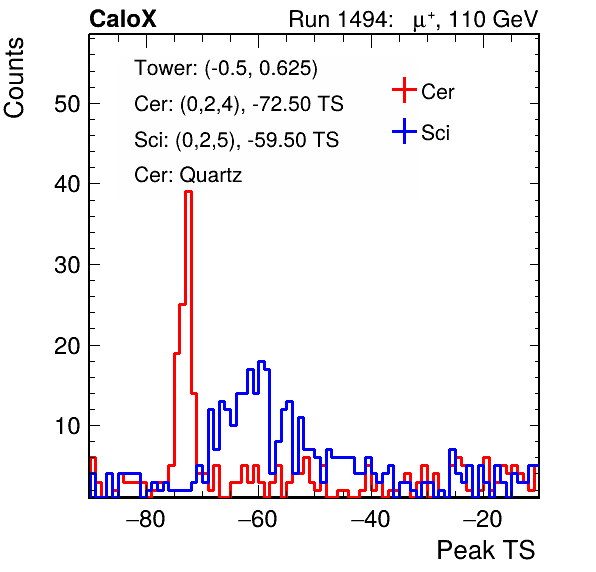 CaloX Run 1494: μ⁺, 110 GeV
Tower: (-0.5, 0.625)
Cer: (0,2,4), -72.50 TS
Sci: (0,2,5), -59.50 TS
Cer: Quartz
Cer
Sci
Counts
50
40
30
20
10
−80 −60 −40 −20
Peak TS